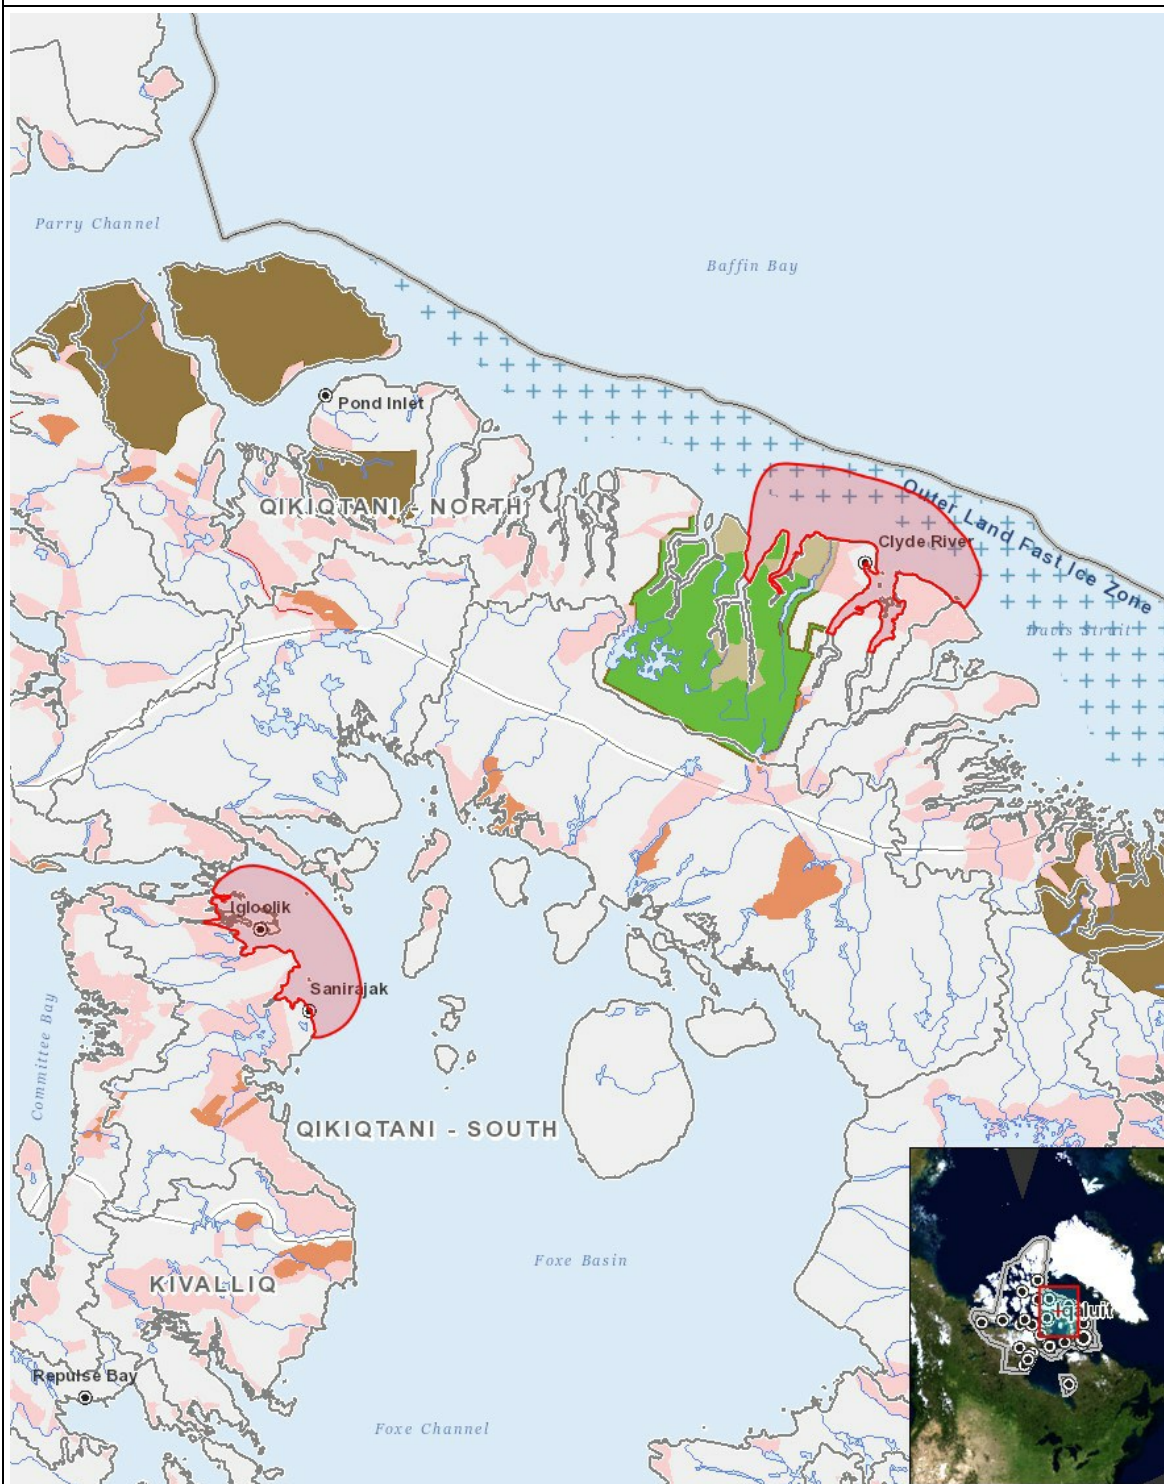 Parry Channel
Baffin Bay
Pond Inlet
QIKIQTANI - NORTH
Outer Land Fast Ice Zone
Clyde River
Davis Strait
Igloolik
Sanirajak
Committee Bay
QIKIQTANI - SOUTH
Foxe Basin
KIVALLIQ
Iqaluit
Repulse Bay
Foxe Channel